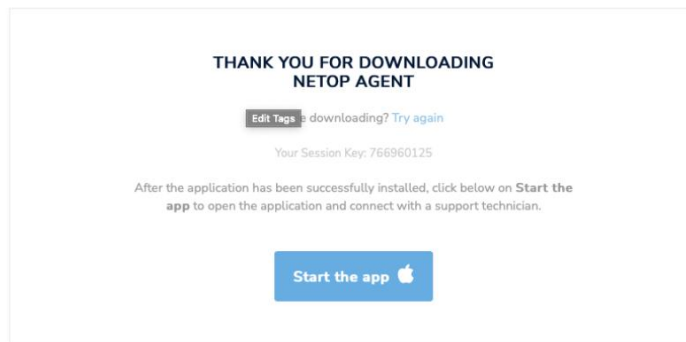 THANK YOU FOR DOWNLOADING
NETOP AGENT
Edit Tags e downloading? Try again
Your Session Key: 766960125
After the application has been successfully installed, click below on Start the
app to open the application and connect with a support technician.
Start the app